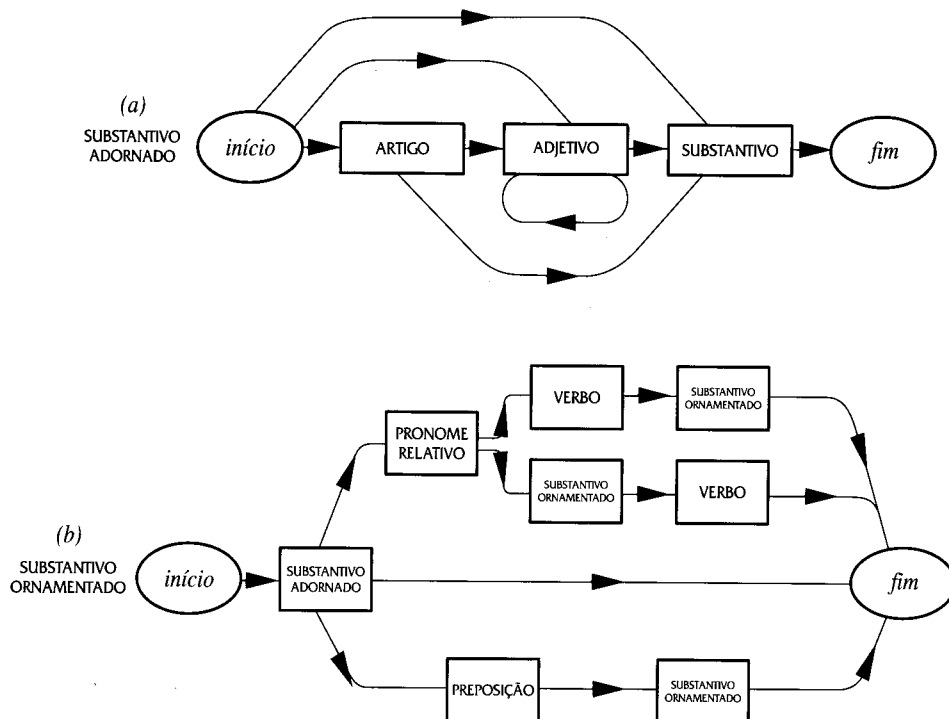 (a)
SUBSTANTIVO
ADORNADO
início
ARTIGO
ADJETIVO
SUBSTANTIVO
fim
(b)
SUBSTANTIVO
ORNAMENTADO
início
SUBSTANTIVO
ADORNADO
PRONOME
RELATIVO
VERBO
SUBSTANTIVO
ORNAMENTADO
SUBSTANTIVO
ORNAMENTADO
VERBO
fim
PREPOSIÇÃO
SUBSTANTIVO
ORNAMENTADO